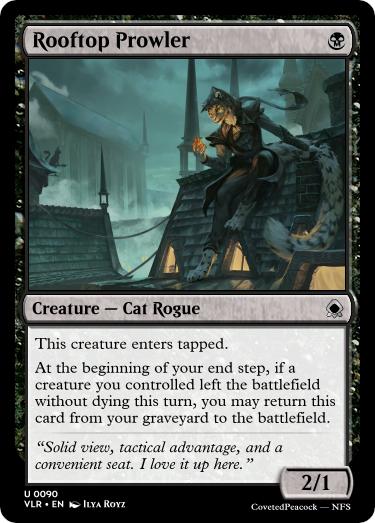 Rooftop Prowler
Creature — Cat Rogue
This creature enters tapped.
At the beginning of your end step, if a
creature you controlled left the battlefield
without dying this turn, you may return this
card from your graveyard to the battlefield.
“Solid view, tactical advantage, and a
convenient seat. I love it up here.”
2/1
U 0090
VLR • EN Ilya Royz
CovetedPeacock — NFS